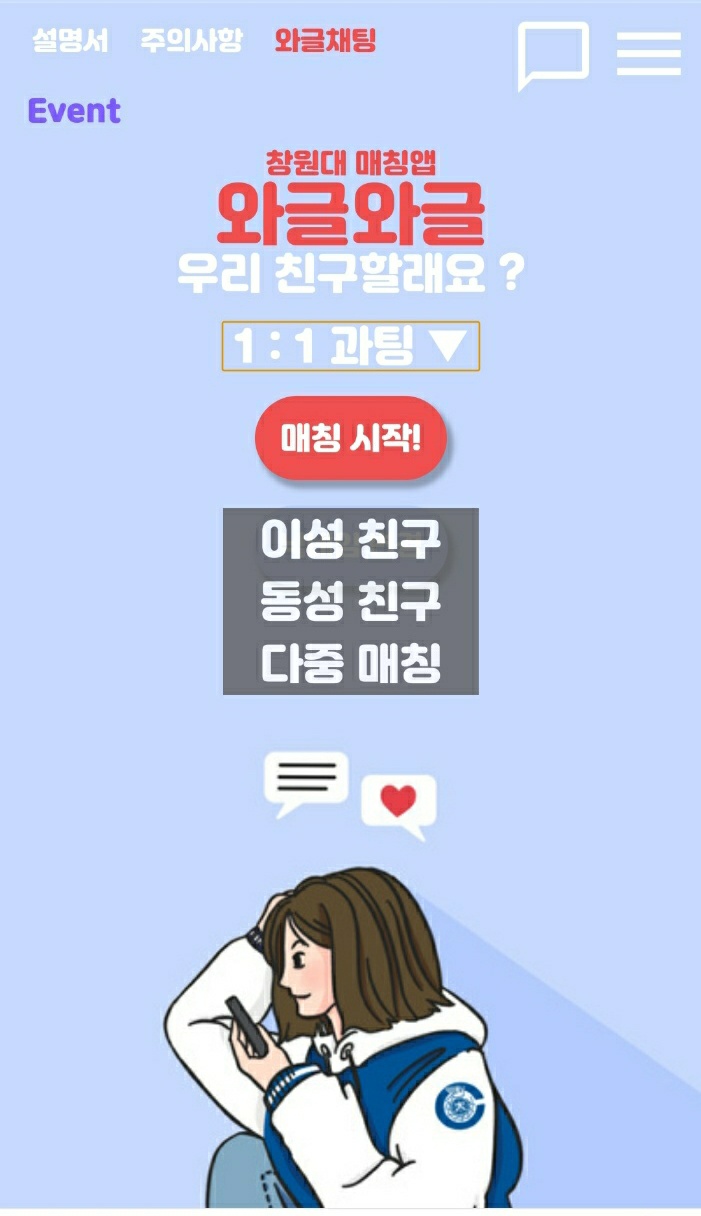 설명서 주의사항 와글채팅
Event
창원대 매칭앱
와글와글
우리 친구할래요 ?
1 : 1 과팅 ▼
매칭 시작!
이성 친구
동성 친구
다중 매칭